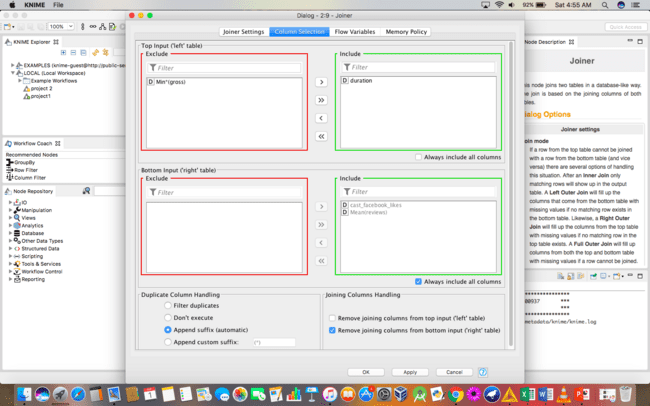 KNIME File
92% Sat 4:55 AM
Dialog - 2:9 - Joiner
100%
Quick Access
KNIME Explorer
EXAMPLES (knime-guest@http://public-se
LOCAL (Local Workspace)
Example Workflows
project 2
project1
Workflow Coach
Recommended Nodes
GroupBy
Row Filter
Column Filter
Node Repository
IO
Manipulation
Views
Analytics
Database
Other Data Types
Structured Data
Scripting
Tools & Services
Workflow Control
Reporting
Joiner Settings Column Selection Flow Variables Memory Policy
Top Input ('left' table)
Exclude
Filter
D Min*(gross)
Include
Filter
D duration
Always include all columns
Bottom Input ('right' table)
Exclude
Filter
Include
Filter
D cast_facebook_likes
D Mean(reviews)
Always include all columns
Duplicate Column Handling
Filter duplicates
Don't execute
Append suffix (automatic)
Append custom suffix: (*)
Joining Columns Handling
Remove joining columns from top input ('left' table)
Remove joining columns from bottom input ('right' table)
OK Apply Cancel ?
Node Description
Joiner
his node joins two tables in a database-like way.
he join is based on the joining columns of both
bles.
ialog Options
Joiner settings
oin mode
If a row from the top table cannot be joined
with a row from the bottom table (and vice
versa) there are several options of handling
this situation. After an Inner Join only
matching rows will show up in the output
table. A Left Outer Join will fill up the
columns that come from the bottom table with
missing values if no matching row exists in
the bottom table. Likewise, a Right Outer
Join will fill up the columns from the top table
with missing values if no matching row in the
top table exists. A Full Outer Join will fill up
columns from both the top and bottom table
with missing values if a row cannot be joined.
***************
***
***
***************
metadata/knime/knime.log